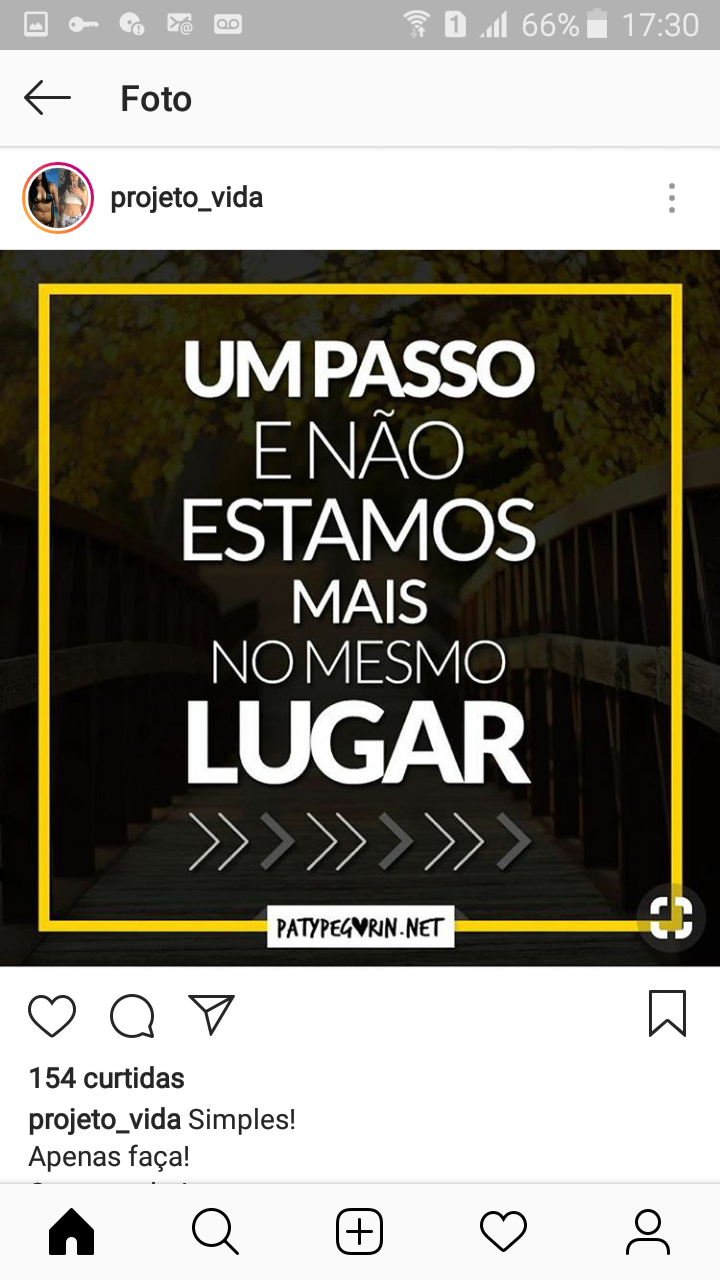 1 66% 17:30
Foto
projeto_vida
UM PASSO
E NÃO
ESTAMOS
MAIS
NO MESMO
LUGAR
PATYPEGORIN.NET
154 curtidas
projeto_vida Simples!
Apenas faça!